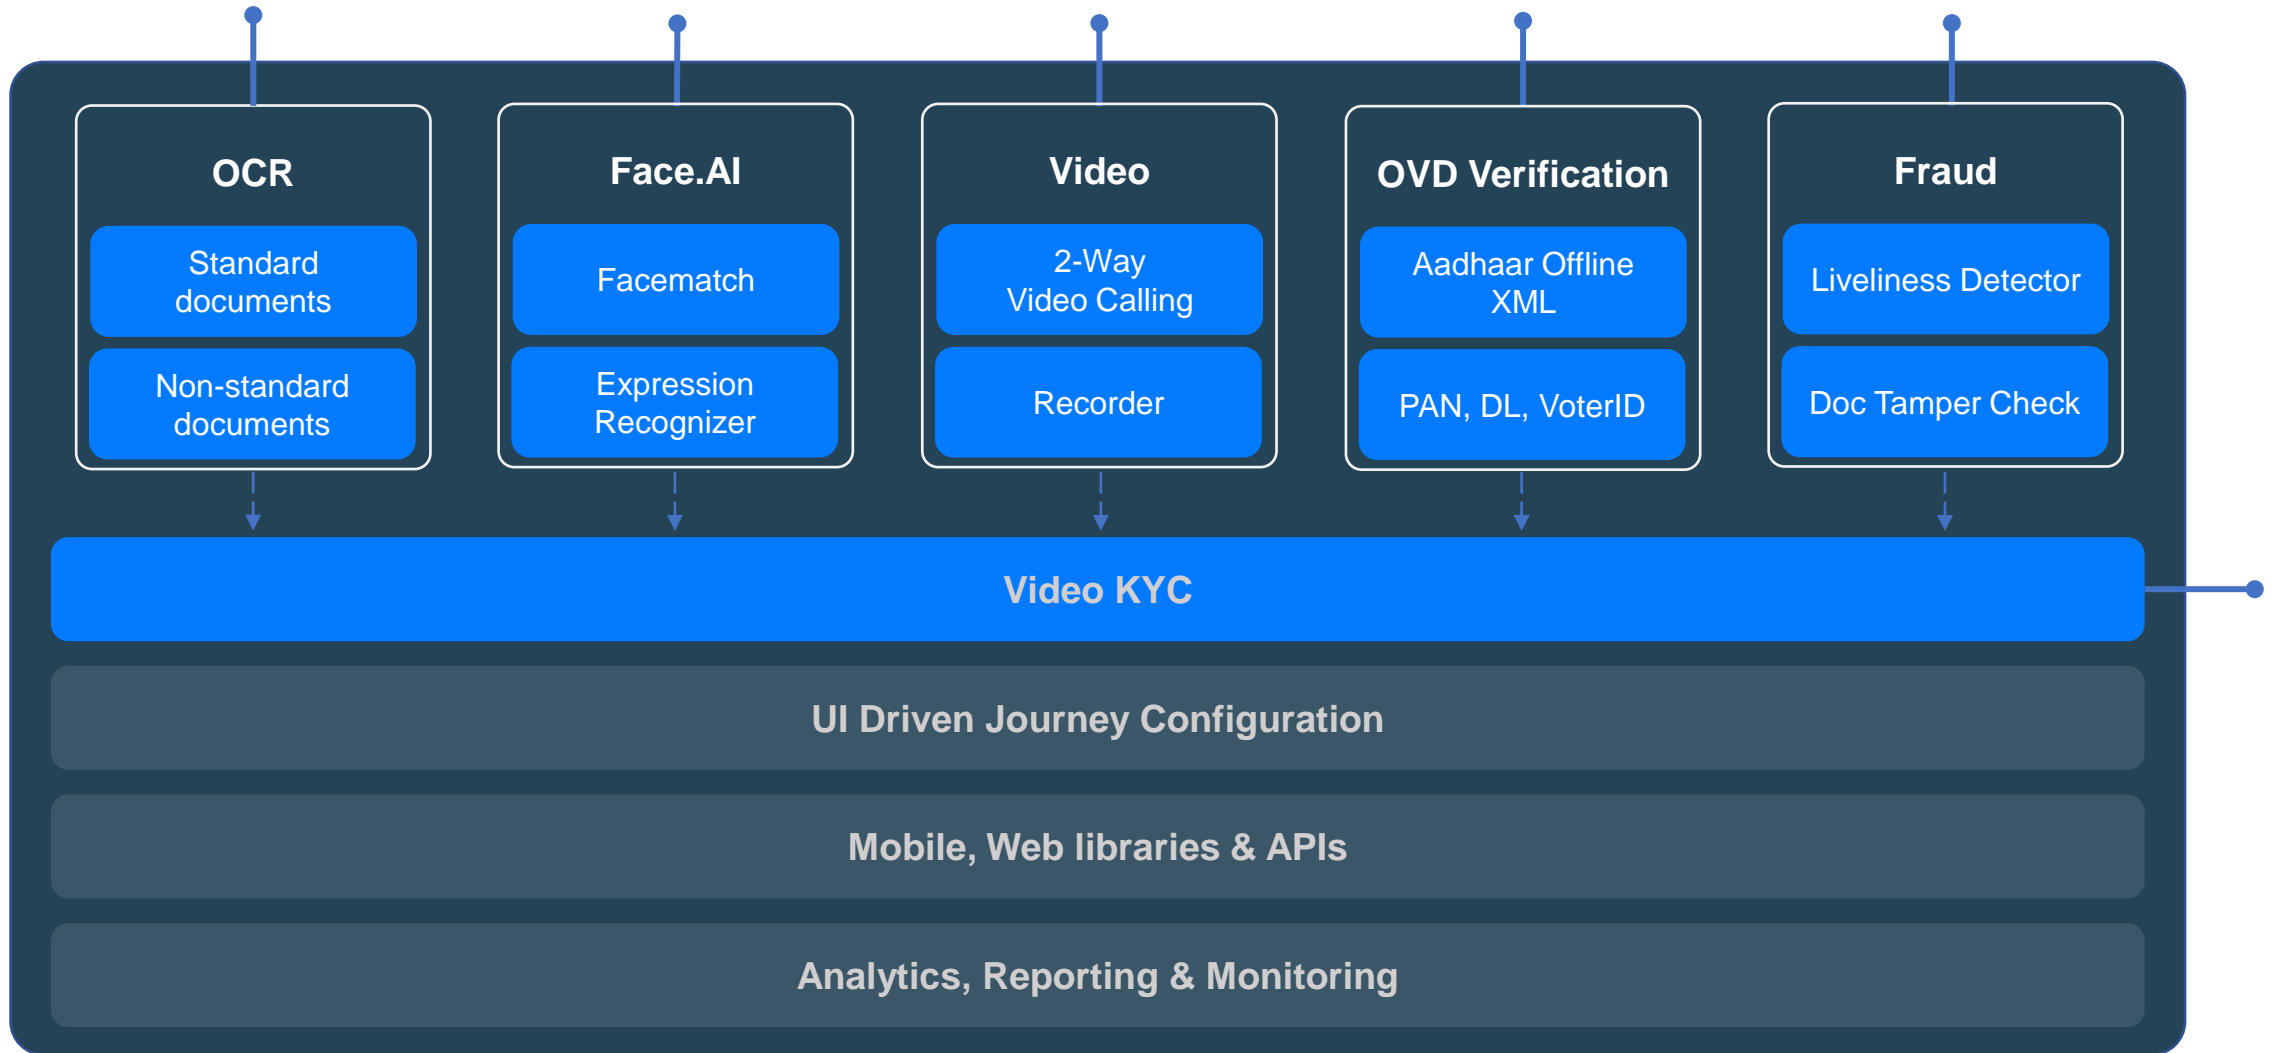 OCR
Standard
documents
Non-standard
documents
Face.AI
Facematch
Expression
Recognizer
Video
2-Way
Video Calling
Recorder
OVD Verification
Aadhaar Offline
XML
PAN, DL, VoterID
Fraud
Liveliness Detector
Doc Tamper Check
Video KYC
UI Driven Journey Configuration
Mobile, Web libraries & APIs
Analytics, Reporting & Monitoring